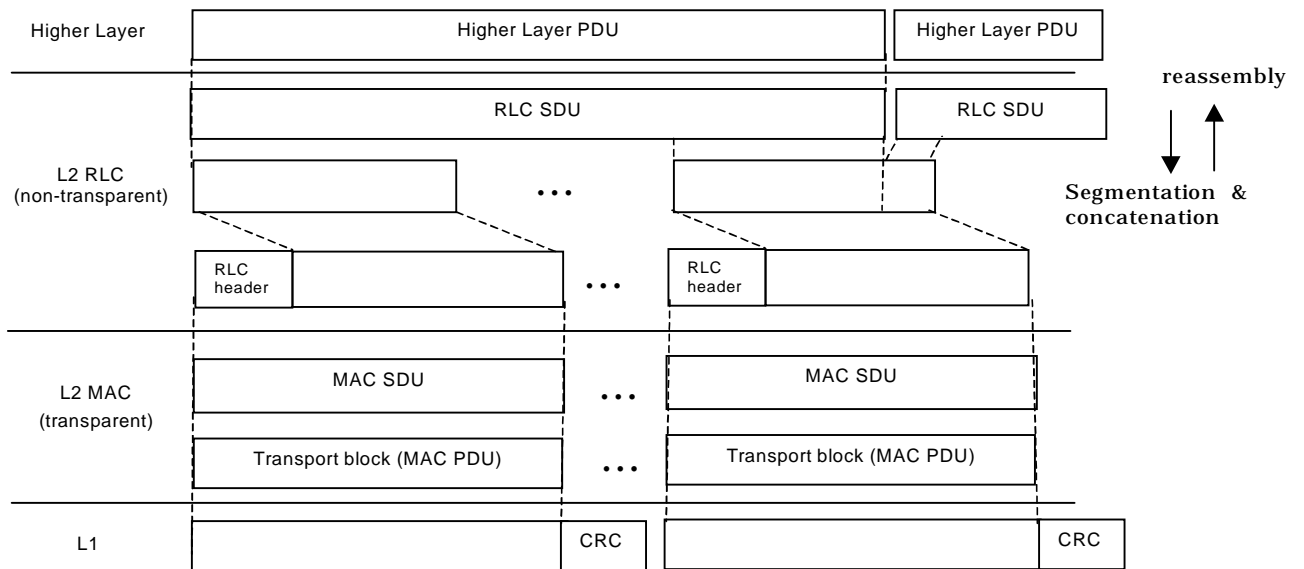 Higher Layer
Higher Layer PDU
Higher Layer PDU
reassembly
RLC SDU
RLC SDU
L2 RLC
(non-transparent)
Segmentation &
concatenation
RLC
header
RLC
header
L2 MAC
(transparent)
MAC SDU
MAC SDU
Transport block (MAC PDU)
Transport block (MAC PDU)
L1
CRC
CRC